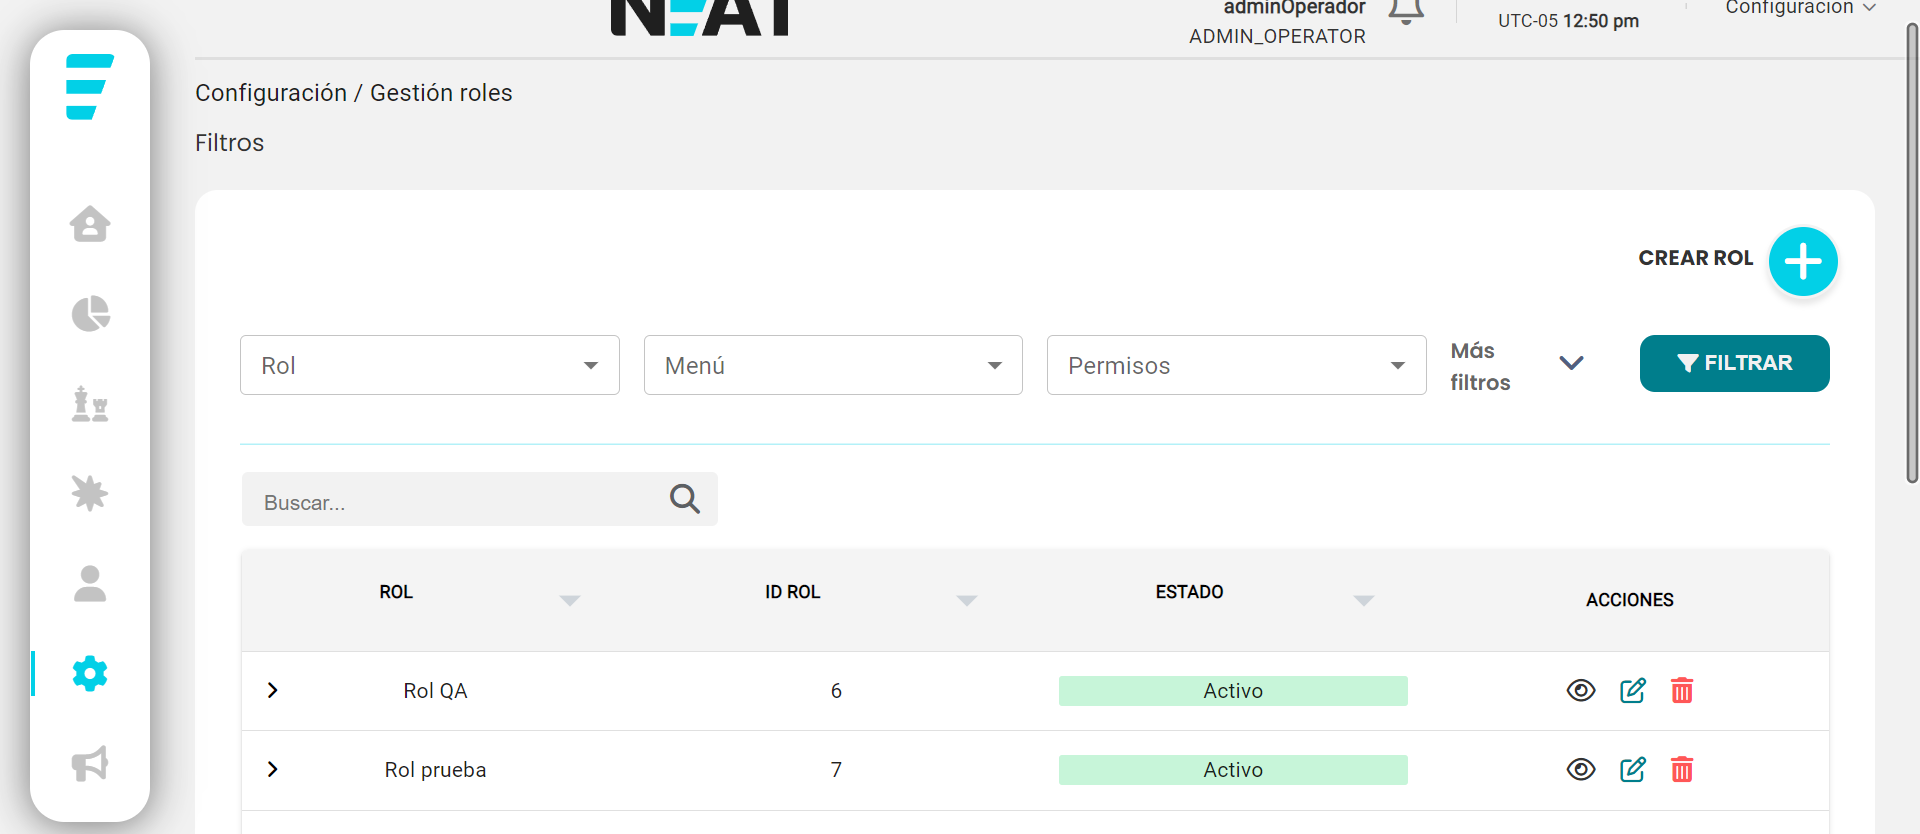 NEAT
adminOperador
ADMIN_OPERATOR
UTC-05 12:50 pm
Configuración
Configuración / Gestión roles
Filtros
CREAR ROL
Rol
Menú
Permisos
Más
filtros
FILTRAR
Buscar...
ROL ID ROL ESTADO ACCIONES
Rol QA 6 Activo
Rol prueba 7 Activo